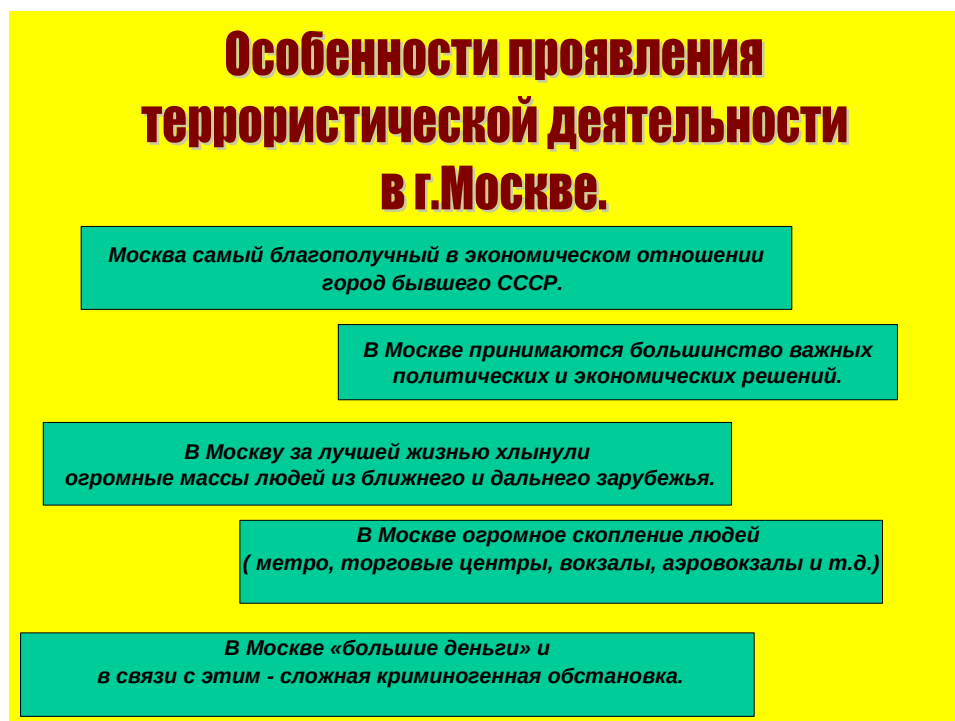 Особенности проявления
террористической деятельности
в г.Москве.
Москва самый благополучный в экономическом отношении
город бывшего СССР.
В Москве принимаются большинство важных
политических и экономических решений.
В Москву за лучшей жизнью хлынули
огромные массы людей из ближнего и дальнего зарубежья.
В Москве огромное скопление людей
( метро, торговые центры, вокзалы, аэровокзалы и т.д.)
В Москве «большие деньги» и
в связи с этим - сложная криминогенная обстановка.